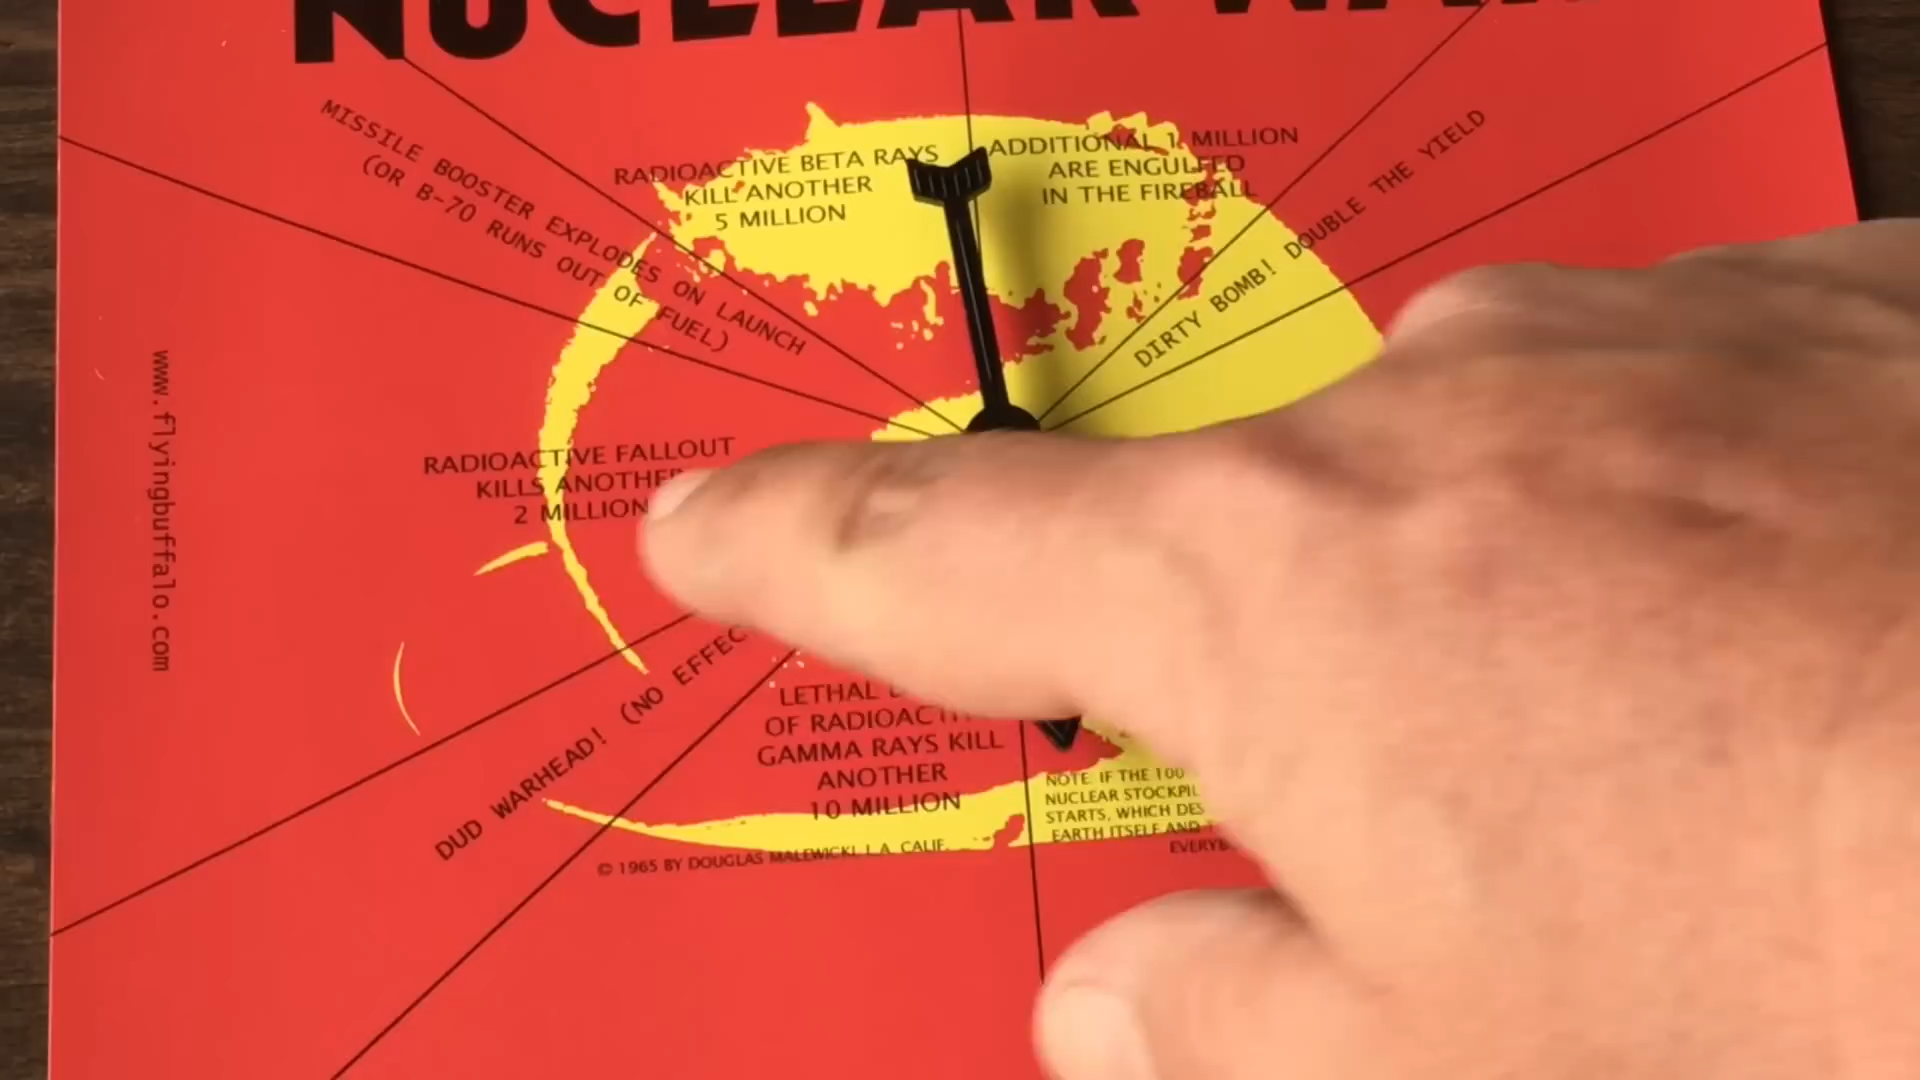 NUCLEAR WAR
RADIOACTIVE BETA RAYS
KILL ANOTHER
5 MILLION
ADDITIONAL 1 MILLION
ARE ENGULFED
IN THE FIREBALL
MISSILE BOOSTER EXPLODES ON LAUNCH
(OR B-70 RUNS OUT OF FUEL)
DIRTY BOMB! DOUBLE THE YIELD
www.flyingbuffalo.com
RADIOACTIVE FALLOUT
KILLS ANOTHER
2 MILLION
DUD WARHEAD! (NO EFFEC
LETHAL
OF RADIOACTI
GAMMA RAYS KILL
ANOTHER
10 MILLION
NOTE: IF THE 100
NUCLEAR STOCKPIL
STARTS, WHICH DES
EARTH ITSELF AND T
EVERYB
© 1965 BY DOUGLAS MALEWICKI, L.A. CALIF.